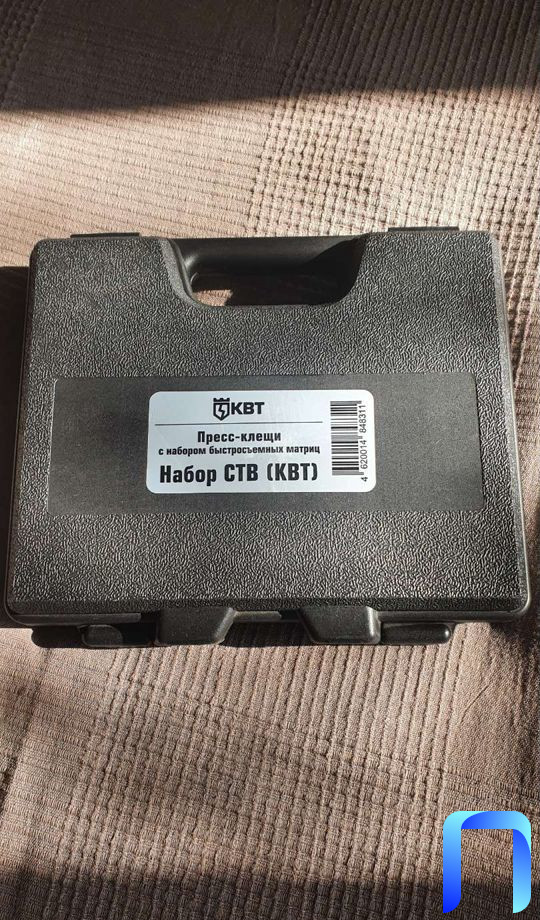 КВТ
Пресс-клещи
с набором быстросъемных матриц
Набор СТВ (КВТ)
4 620014 848311